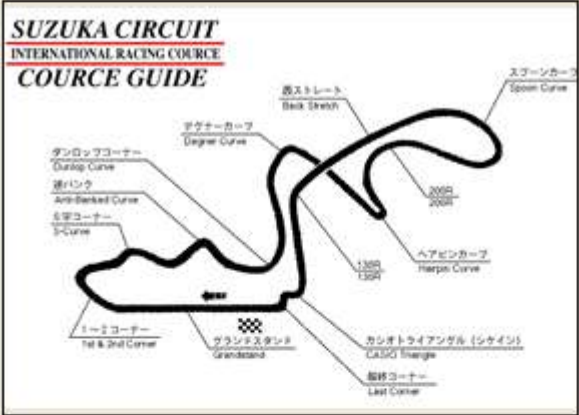 SUZUKA CIRCUIT
INTERNATIONAL RACING COURCE
COURCE GUIDE
スプーンカーブ
Spoon Curve
西ストレート
Back Stretch
デグナーカーブ
Degner Curve
ダンロップコーナー
Dunlop Curve
逆バンク
Anti-Banked Curve
S字コーナー
S-Curve
200R
200R
ヘアピンカーブ
Hairpin Curve
130R
130R
1～2コーナー
1st & 2nd Corner
グランドスタンド
Grandstand
カシオトライアングル (シケイン)
CASIO Triangle
最終コーナー
Last Corner